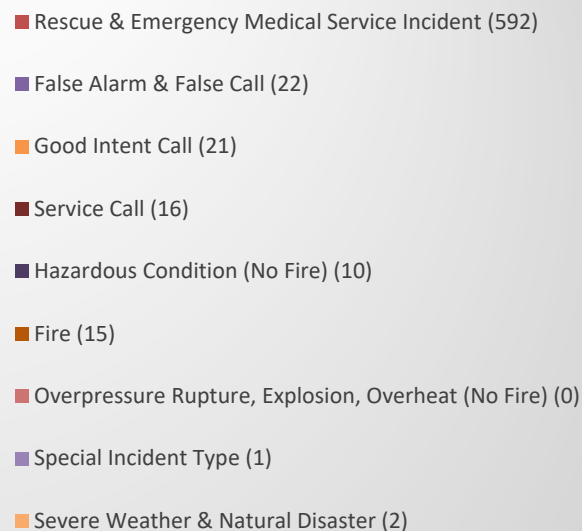 Rescue & Emergency Medical Service Incident (592)
False Alarm & False Call (22)
Good Intent Call (21)
Service Call (16)
Hazardous Condition (No Fire) (10)
Fire (15)
Overpressure Rupture, Explosion, Overheat (No Fire) (0)
Special Incident Type (1)
Severe Weather & Natural Disaster (2)